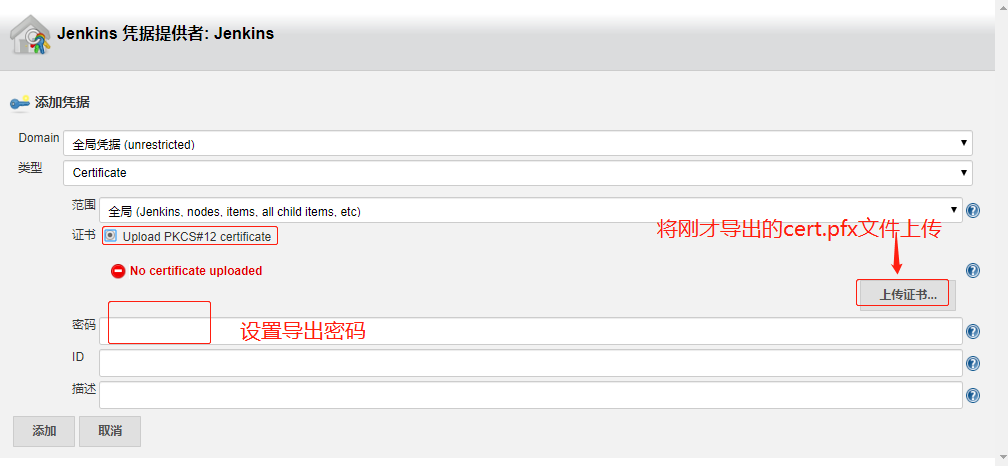 Jenkins 凭据提供者: Jenkins
添加凭据
Domain 全局凭据 (unrestricted)
类型 Certificate
范围 全局 (Jenkins, nodes, items, all child items, etc)
将刚才导出的cert.pfx文件上传
证书 Upload PKCS#12 certificate
No certificate uploaded
上传证书...
密码 设置导出密码
ID
描述
添加 取消